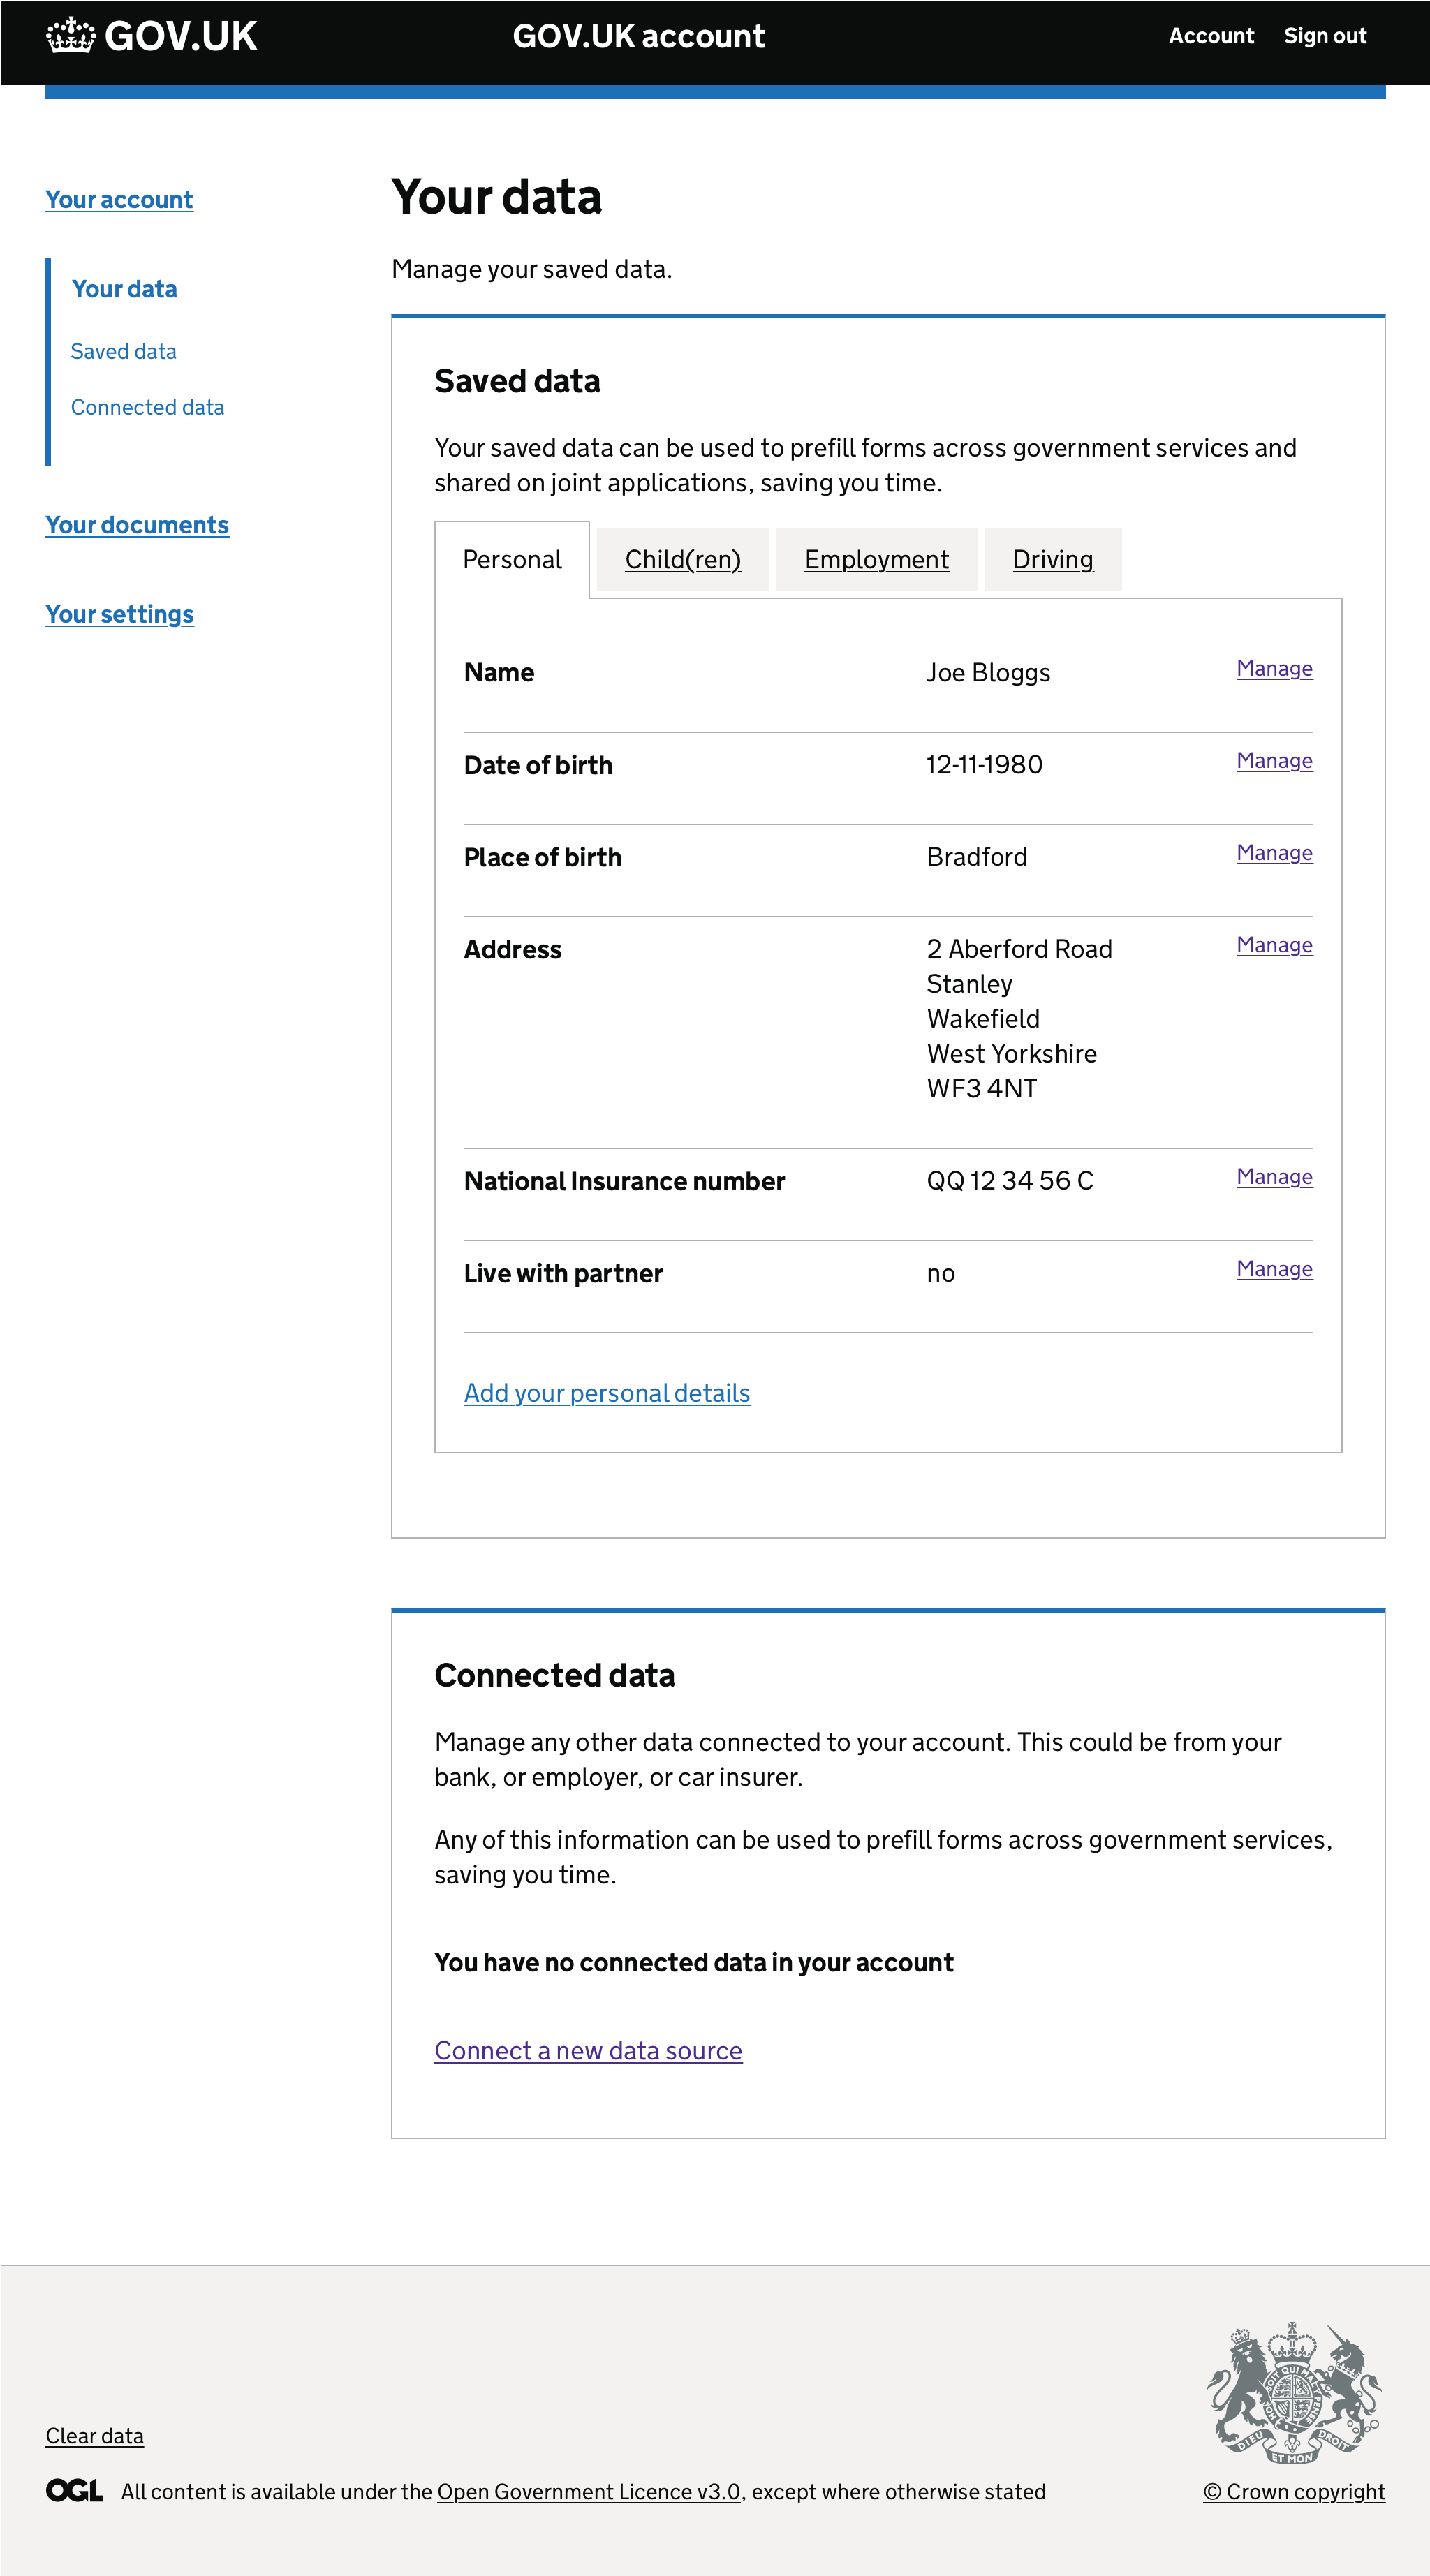 GOV.UK
GOV.UK account
Account
Sign out
Your account
Your data
Saved data
Connected data
Your documents
Your settings
Your data
Manage your saved data.
Saved data
Your saved data can be used to prefill forms across government services and
shared on joint applications, saving you time.
Personal
Child(ren)
Employment
Driving
Name
Joe Bloggs
Manage
Date of birth
12-11-1980
Manage
Place of birth
Bradford
Manage
Address
2 Aberford Road
Stanley
Wakefield
West Yorkshire
WF3 4NT
Manage
National Insurance number
QQ 12 34 56 C
Manage
Live with partner
no
Manage
Add your personal details
Connected data
Manage any other data connected to your account. This could be from your
bank, or employer, or car insurer.
Any of this information can be used to prefill forms across government services,
saving you time.
You have no connected data in your account
Connect a new data source
Clear data
OGL
All content is available under the Open Government Licence v3.0, except where otherwise stated
DIEU ET MON DROIT
© Crown copyright